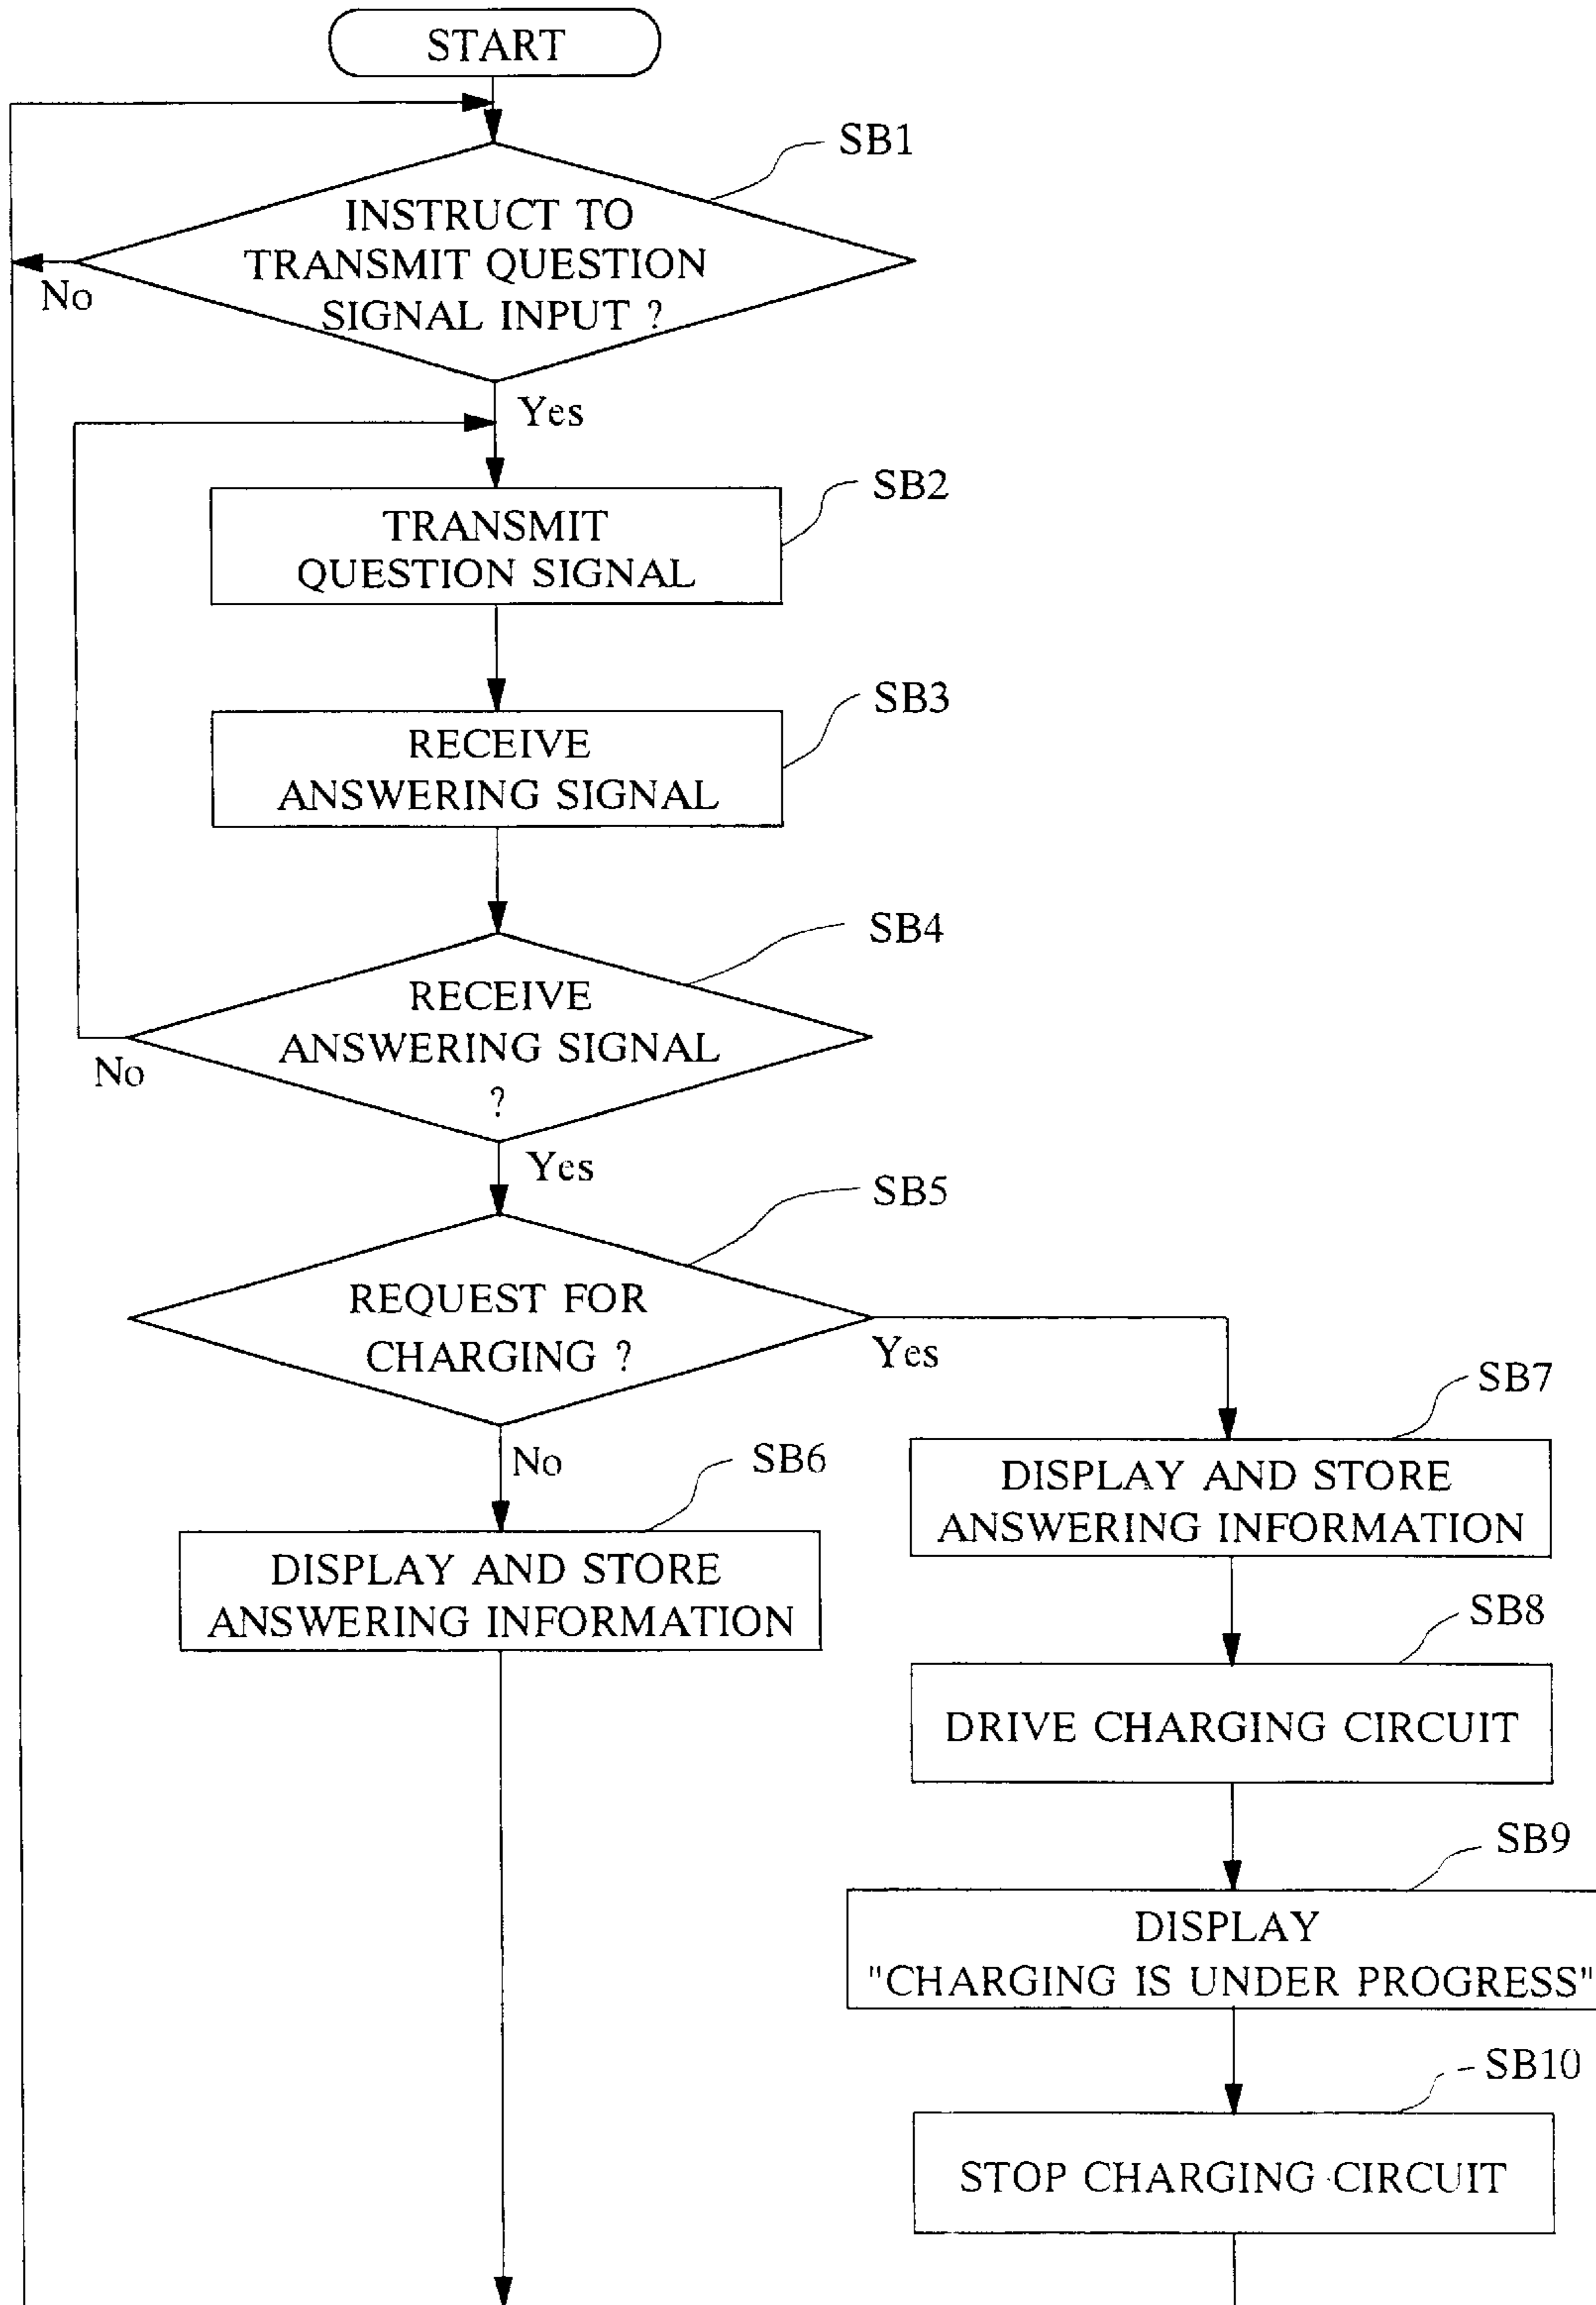 START
SB1
INSTRUCT TO
TRANSMIT QUESTION
SIGNAL INPUT ?
No
Yes
SB2
TRANSMIT
QUESTION SIGNAL
SB3
RECEIVE
ANSWERING SIGNAL
SB4
RECEIVE
ANSWERING SIGNAL
?
No
Yes
SB5
REQUEST FOR
CHARGING ?
Yes
No
SB6
DISPLAY AND STORE
ANSWERING INFORMATION
SB7
DISPLAY AND STORE
ANSWERING INFORMATION
SB8
DRIVE CHARGING CIRCUIT
SB9
DISPLAY
"CHARGING IS UNDER PROGRESS"
SB10
STOP CHARGING CIRCUIT